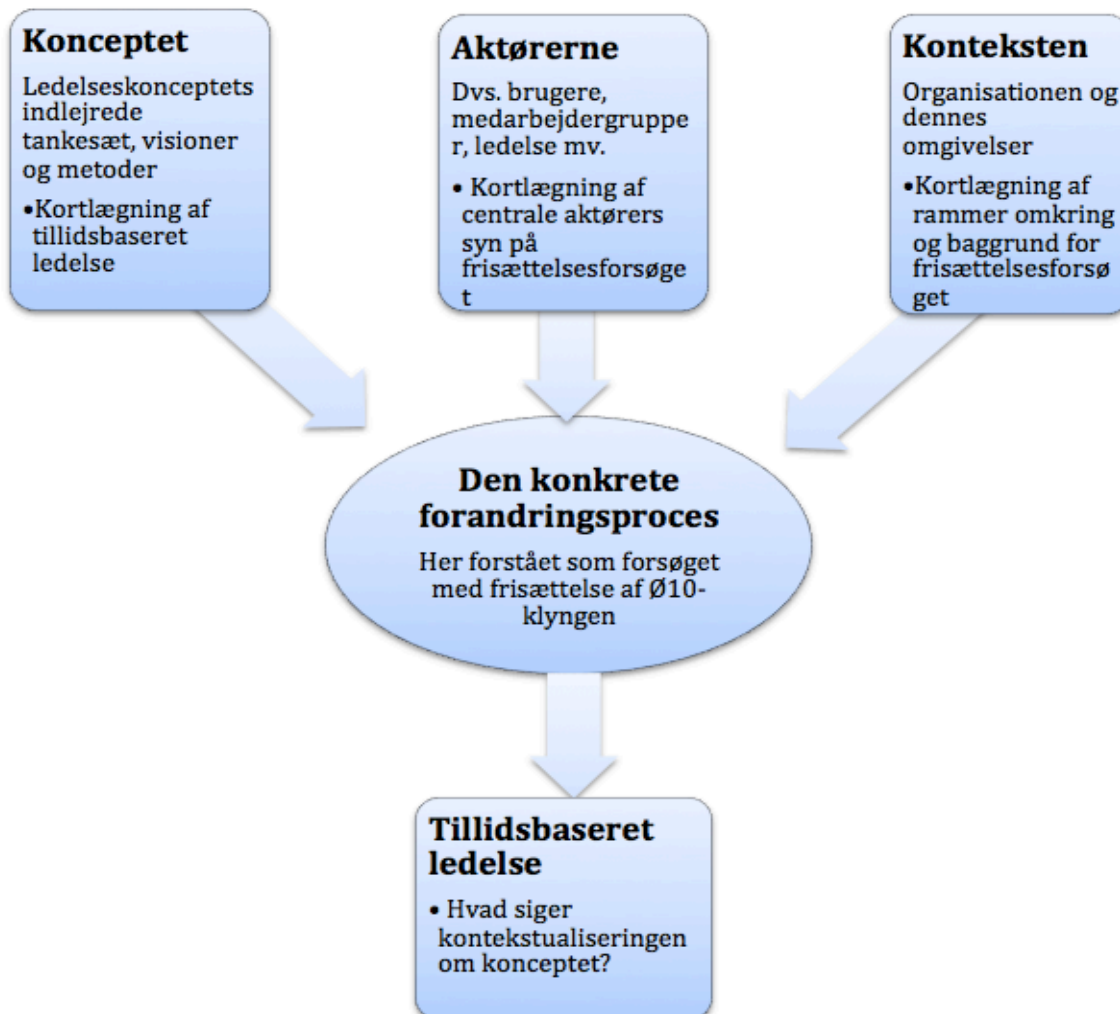 Konceptet
Ledelseskonceptets
indlejrede
tankesæt, visioner
og metoder
•Kortlægning af
tillidsbaseret
ledelse
Aktørerne
Dvs. brugere,
medarbejdergruppe
r, ledelse mv.
• Kortlægning af
centrale aktørers
syn på
frisættelsesforsøge
t
Konteksten
Organisationen og
dennes
omgivelser
•Kortlægning af
rammer omkring
og baggrund for
frisættelsesforsø
get
Den konkrete
forandringsproces
Her forstået som forsøget
med frisættelse af Ø10-
klyngen
Tillidsbaseret
ledelse
• Hvad siger
kontekstualiseringen
om konceptet?